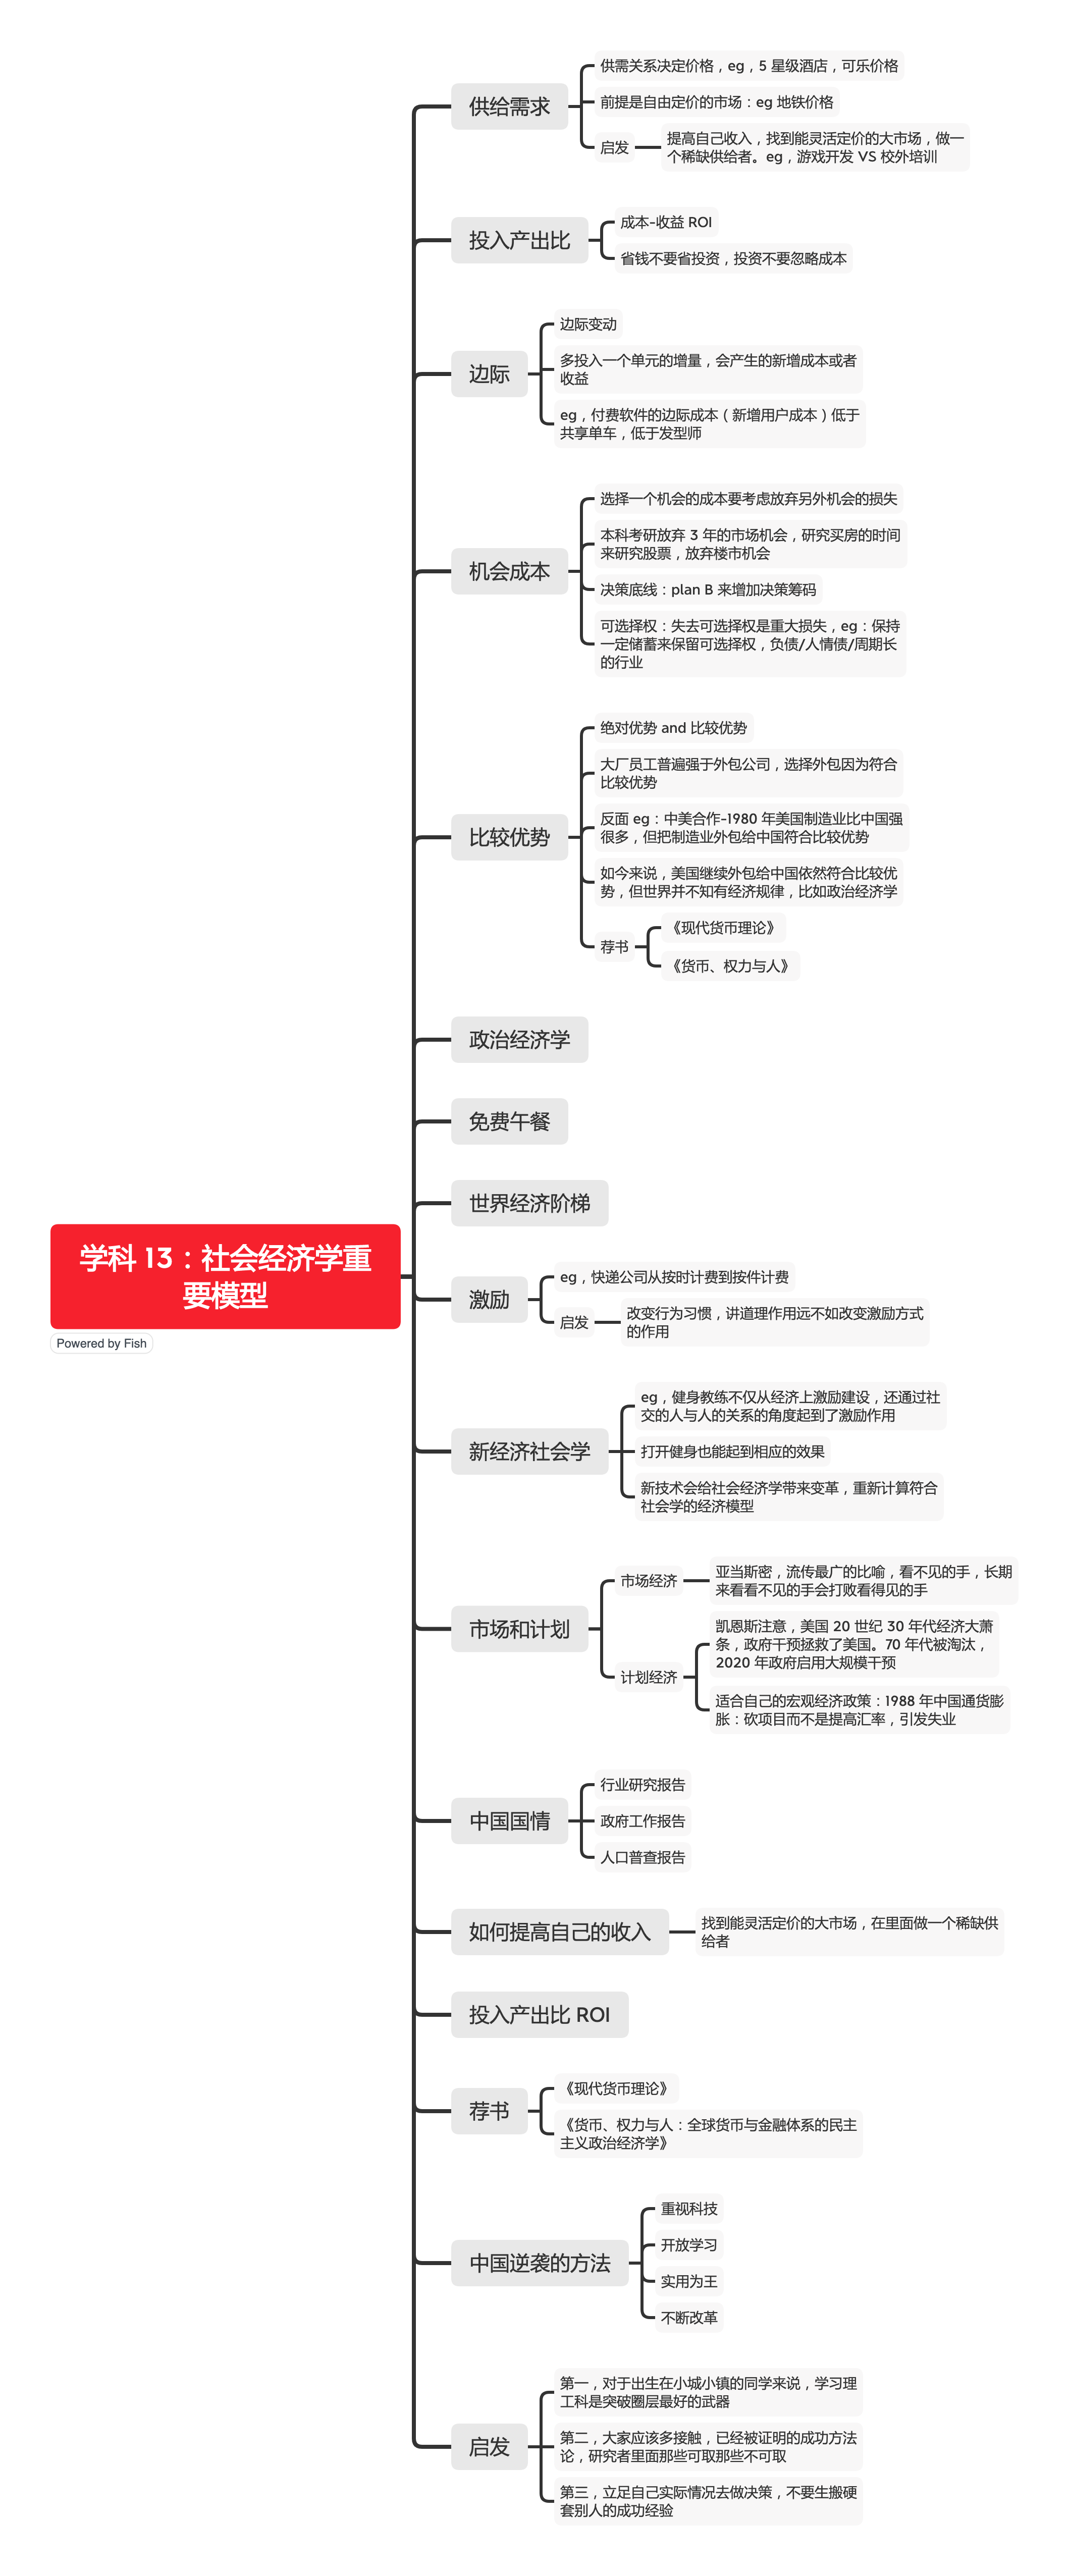 供给需求
供需关系决定价格，eg，5 星级酒店，可乐价格
前提是自由定价的市场：eg 地铁价格
启发
提高自己收入，找到能灵活定价的大市场，做一
个稀缺供给者。eg，游戏开发 VS 校外培训
投入产出比
成本-收益 ROI
省钱不要省投资，投资不要忽略成本
边际
边际变动
多投入一个单元的增量，会产生的新增成本或者
收益
eg，付费软件的边际成本（新增用户成本）低于
共享单车，低于发型师
机会成本
选择一个机会的成本要考虑放弃另外机会的损失
本科考研放弃 3 年的市场机会，研究买房的时间
来研究股票，放弃楼市机会
决策底线：plan B 来增加决策筹码
可选择权：失去可选择权是重大损失，eg：保持
一定储蓄来保留可选择权，负债/人情债/周期长
的行业
比较优势
绝对优势 and 比较优势
大厂员工普遍强于外包公司，选择外包因为符合
比较优势
反面 eg：中美合作-1980 年美国制造业比中国强
很多，但把制造业外包给中国符合比较优势
如今来说，美国继续外包给中国依然符合比较优
势，但世界并不知有经济规律，比如政治经济学
荐书
《现代货币理论》
《货币、权力与人》
政治经济学
免费午餐
世界经济阶梯
学科 13：社会经济学重
要模型
Powered by Fish
激励
eg，快递公司从按时计费到按件计费
启发
改变行为习惯，讲道理作用远不如改变激励方式
的作用
新经济社会学
eg，健身教练不仅从经济上激励建设，还通过社
交的人与人的关系的角度起到了激励作用
打开健身也能起到相应的效果
新技术会给社会经济学带来变革，重新计算符合
社会学的经济模型
市场和计划
市场经济
亚当斯密，流传最广的比喻，看不见的手，长期
来看看不见的手会打败看得见的手
计划经济
凯恩斯注意，美国 20 世纪 30 年代经济大萧
条，政府干预拯救了美国。70 年代被淘汰，
2020 年政府启用大规模干预
适合自己的宏观经济政策：1988 年中国通货膨
胀：砍项目而不是提高汇率，引发失业
中国国情
行业研究报告
政府工作报告
人口普查报告
如何提高自己的收入
找到能灵活定价的大市场，在里面做一个稀缺供
给者
投入产出比 ROI
荐书
《现代货币理论》
《货币、权力与人：全球货币与金融体系的民主
主义政治经济学》
中国逆袭的方法
重视科技
开放学习
实用为王
不断改革
启发
第一，对于出生在小城小镇的同学来说，学习理
工科是突破圈层最好的武器
第二，大家应该多接触，已经被证明的成功方法
论，研究者里面那些可取那些不可取
第三，立足自己实际情况去做决策，不要生搬硬
套别人的成功经验